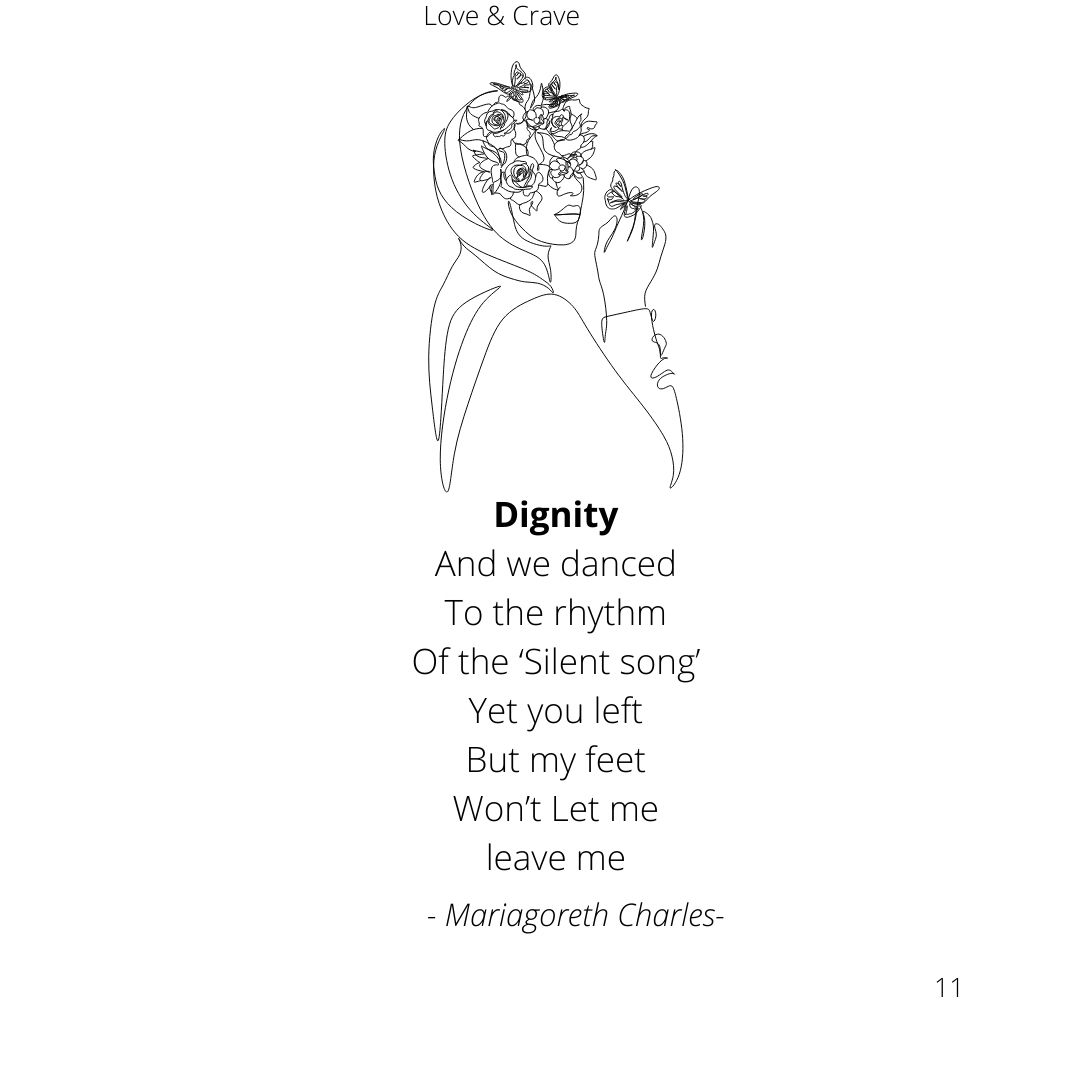 Love & Crave
Dignity
And we danced
To the rhythm
Of the ‘Silent song’
Yet you left
But my feet
Won’t Let me
leave me
- Mariagoreth Charles-
11